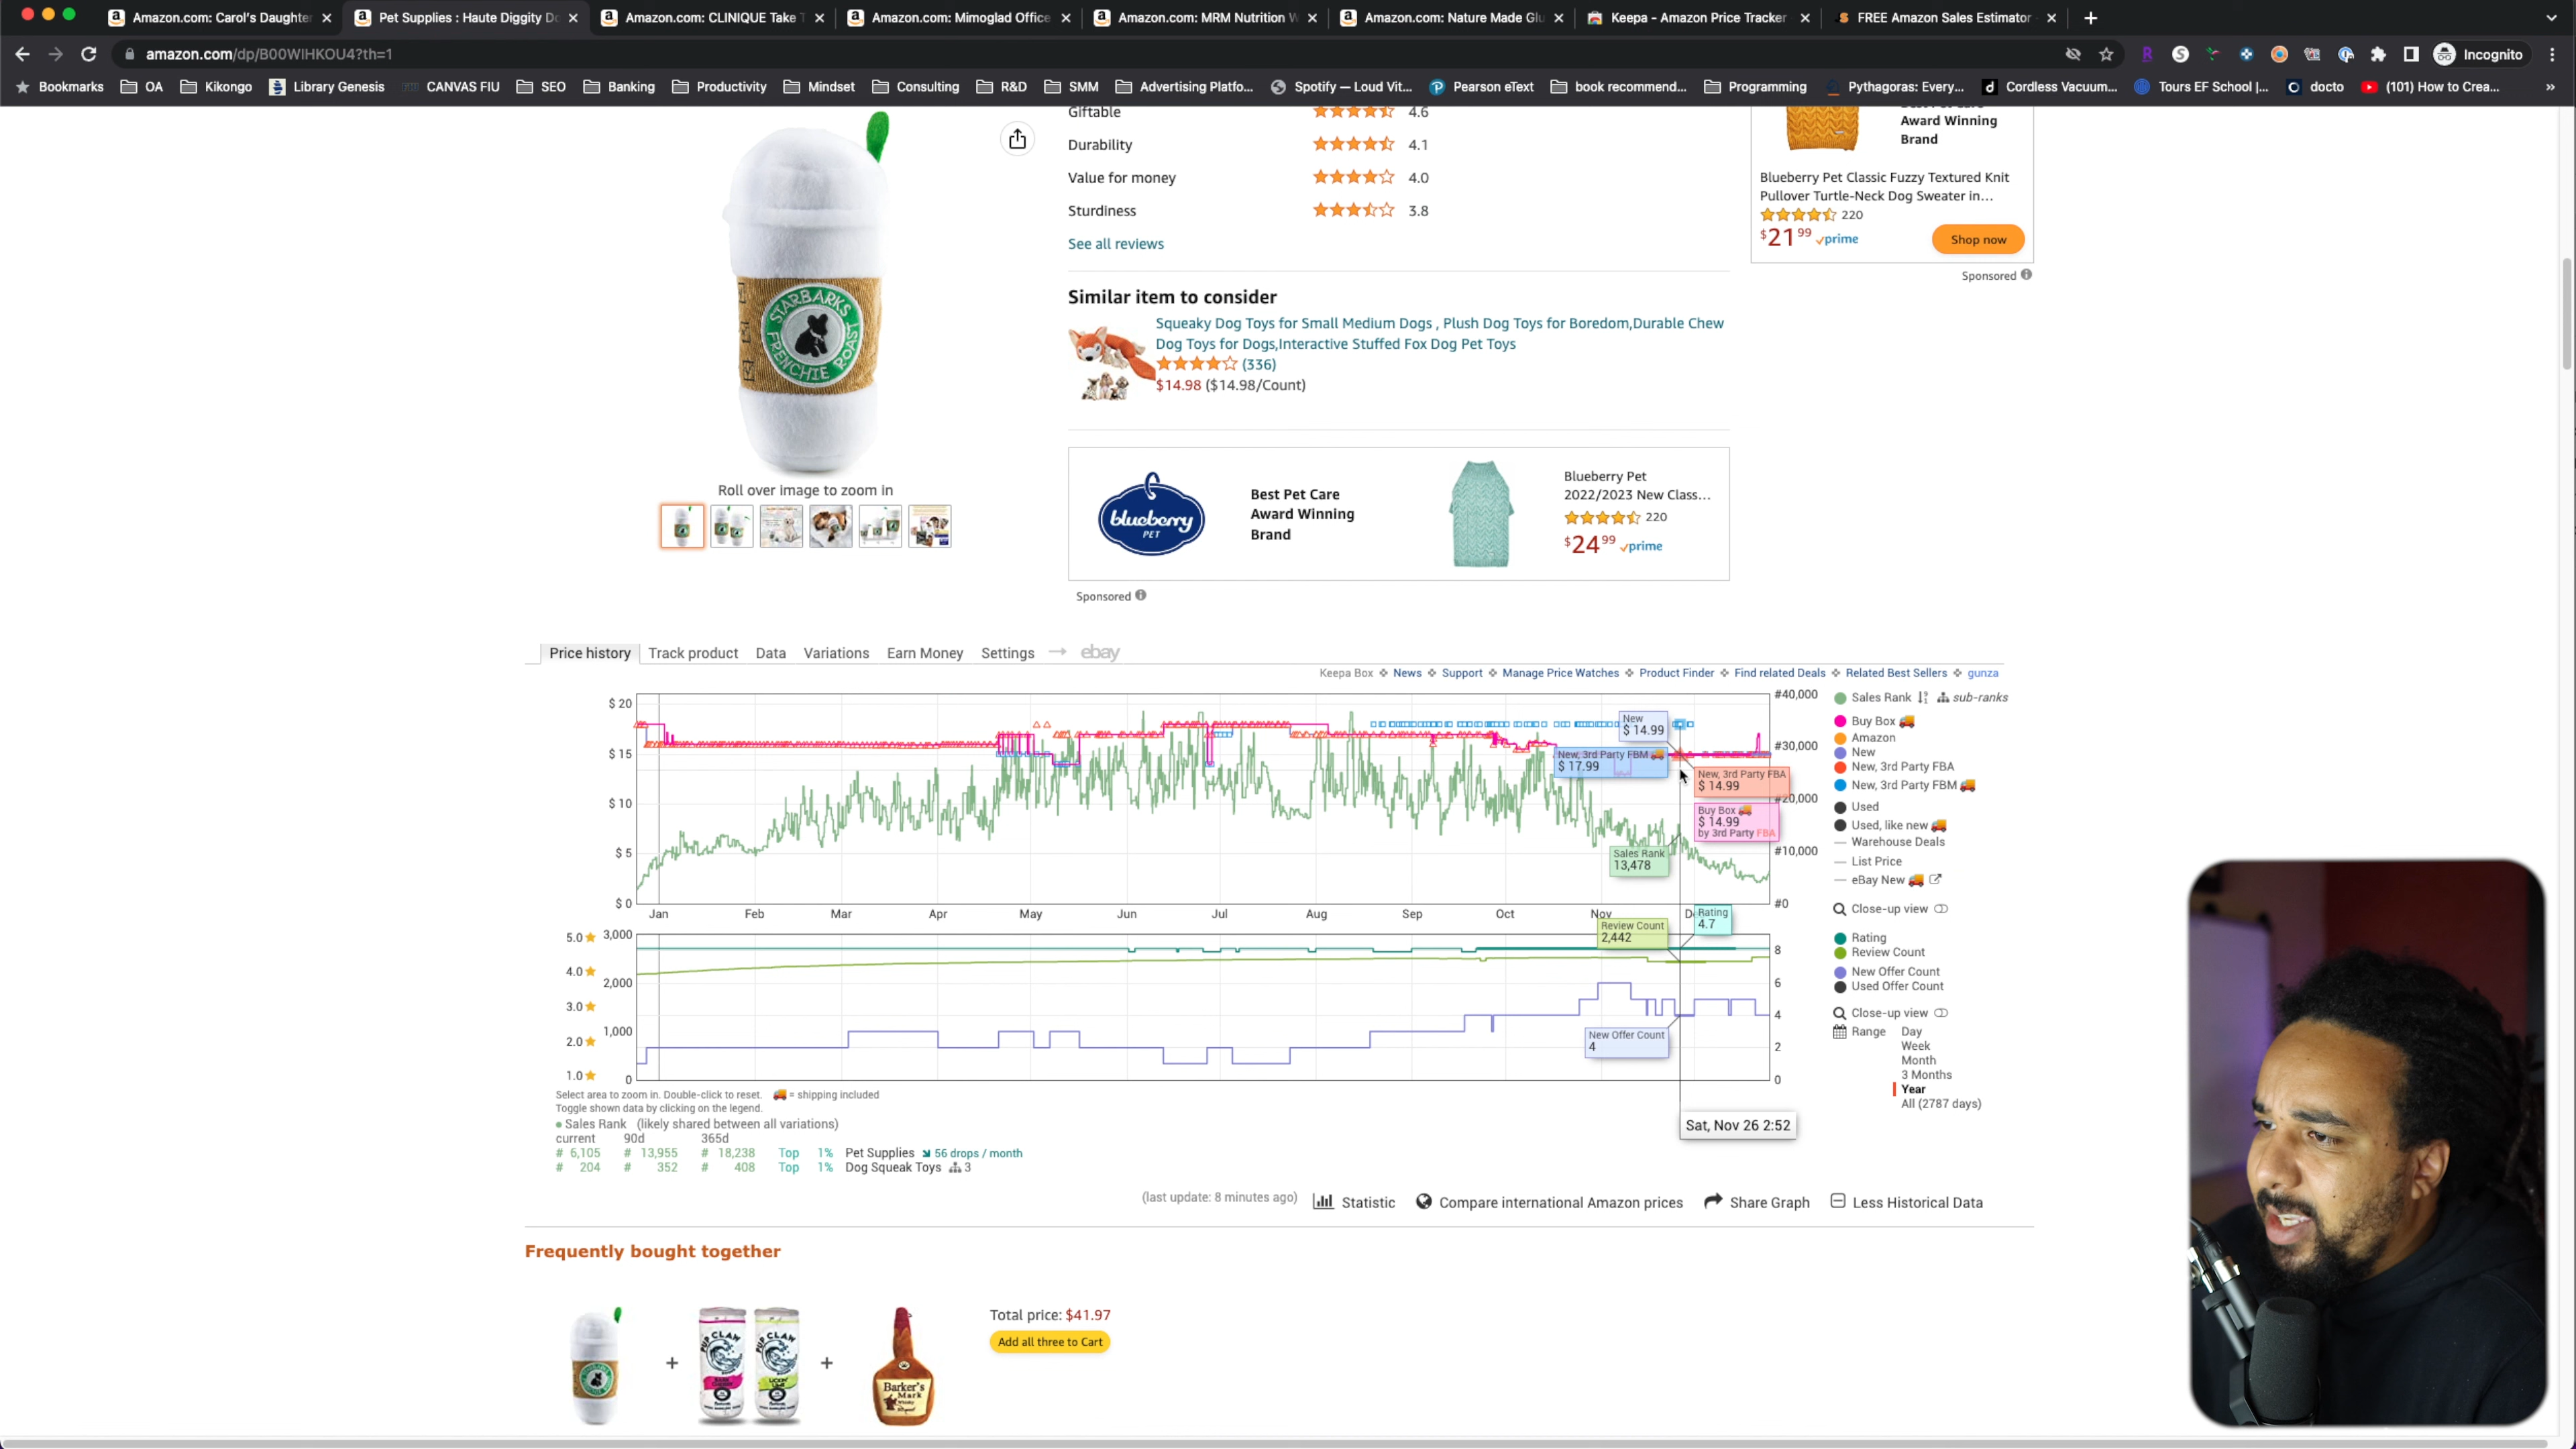 Amazon.com: Carol's Daughter
Pet Supplies : Haute Diggity Do
Amazon.com: CLINIQUE Take T
Amazon.com: Mimoglad Office
Amazon.com: MRM Nutrition W
Amazon.com: Nature Made Glu
Keepa - Amazon Price Tracker
FREE Amazon Sales Estimator
amazon.com/dp/B00WIHKOU4?th=1
Incognito
Bookmarks
OA
Kikongo
Library Genesis
CANVAS FIU
SEO
Banking
Productivity
Mindset
Consulting
R&D
SMM
Advertising Platfo...
Spotify — Loud Vit...
Pearson eText
book recommend...
Programming
Pythagoras: Every...
Cordless Vacuum...
Tours EF School |...
docto
(101) How to Crea...
Giftable 4.6
Durability 4.1
Value for money 4.0
Sturdiness 3.8
See all reviews
Award Winning
Brand
Blueberry Pet Classic Fuzzy Textured Knit
Pullover Turtle-Neck Dog Sweater in...
220
$21 99 prime
Shop now
Sponsored
STARBARKS
FRENCHIE ROAST
Roll over image to zoom in
Similar item to consider
Squeaky Dog Toys for Small Medium Dogs , Plush Dog Toys for Boredom,Durable Chew
Dog Toys for Dogs,Interactive Stuffed Fox Dog Pet Toys
(336)
$14.98 ($14.98/Count)
blueberry
PET
Best Pet Care
Award Winning
Brand
Blueberry Pet
2022/2023 New Class...
220
$24 99 prime
Sponsored
Price history
Track product
Data
Variations
Earn Money
Settings
ebay
Keepa Box
News
Support
Manage Price Watches
Product Finder
Find related Deals
Related Best Sellers
gunza
$ 20
$ 15
$ 10
$ 5
$ 0
#40,000
#30,000
#20,000
#10,000
#0
New
$ 14.99
New, 3rd Party FBM
$ 17.99
New, 3rd Party FBA
$ 14.99
Buy Box
$ 14.99
by 3rd Party FBA
Sales Rank
13,478
Jan
Feb
Mar
Apr
May
Jun
Jul
Aug
Sep
Oct
Nov
Sales Rank
sub-ranks
Buy Box
Amazon
New
New, 3rd Party FBA
New, 3rd Party FBM
Used
Used, like new
Warehouse Deals
List Price
eBay New
Close-up view
Rating
4.7
Review Count
2,442
New Offer Count
4
5.0
4.0
3.0
2.0
1.0
3,000
2,000
1,000
0
8
6
4
2
0
Rating
Review Count
New Offer Count
Used Offer Count
Close-up view
Range
Day
Week
Month
3 Months
Year
All (2787 days)
Sat, Nov 26 2:52
Select area to zoom in. Double-click to reset. = shipping included
Toggle shown data by clicking on the legend.
Sales Rank (likely shared between all variations)
current 90d 365d
# 6,105 # 13,955 # 18,238 Top 1% Pet Supplies 56 drops / month
# 204 # 352 # 408 Top 1% Dog Squeak Toys 3
(last update: 8 minutes ago)
Statistic
Compare international Amazon prices
Share Graph
Less Historical Data
Frequently bought together
+
+
PUP CLAW
PUP CLAW
Barker's
Mark
Total price: $41.97
Add all three to Cart